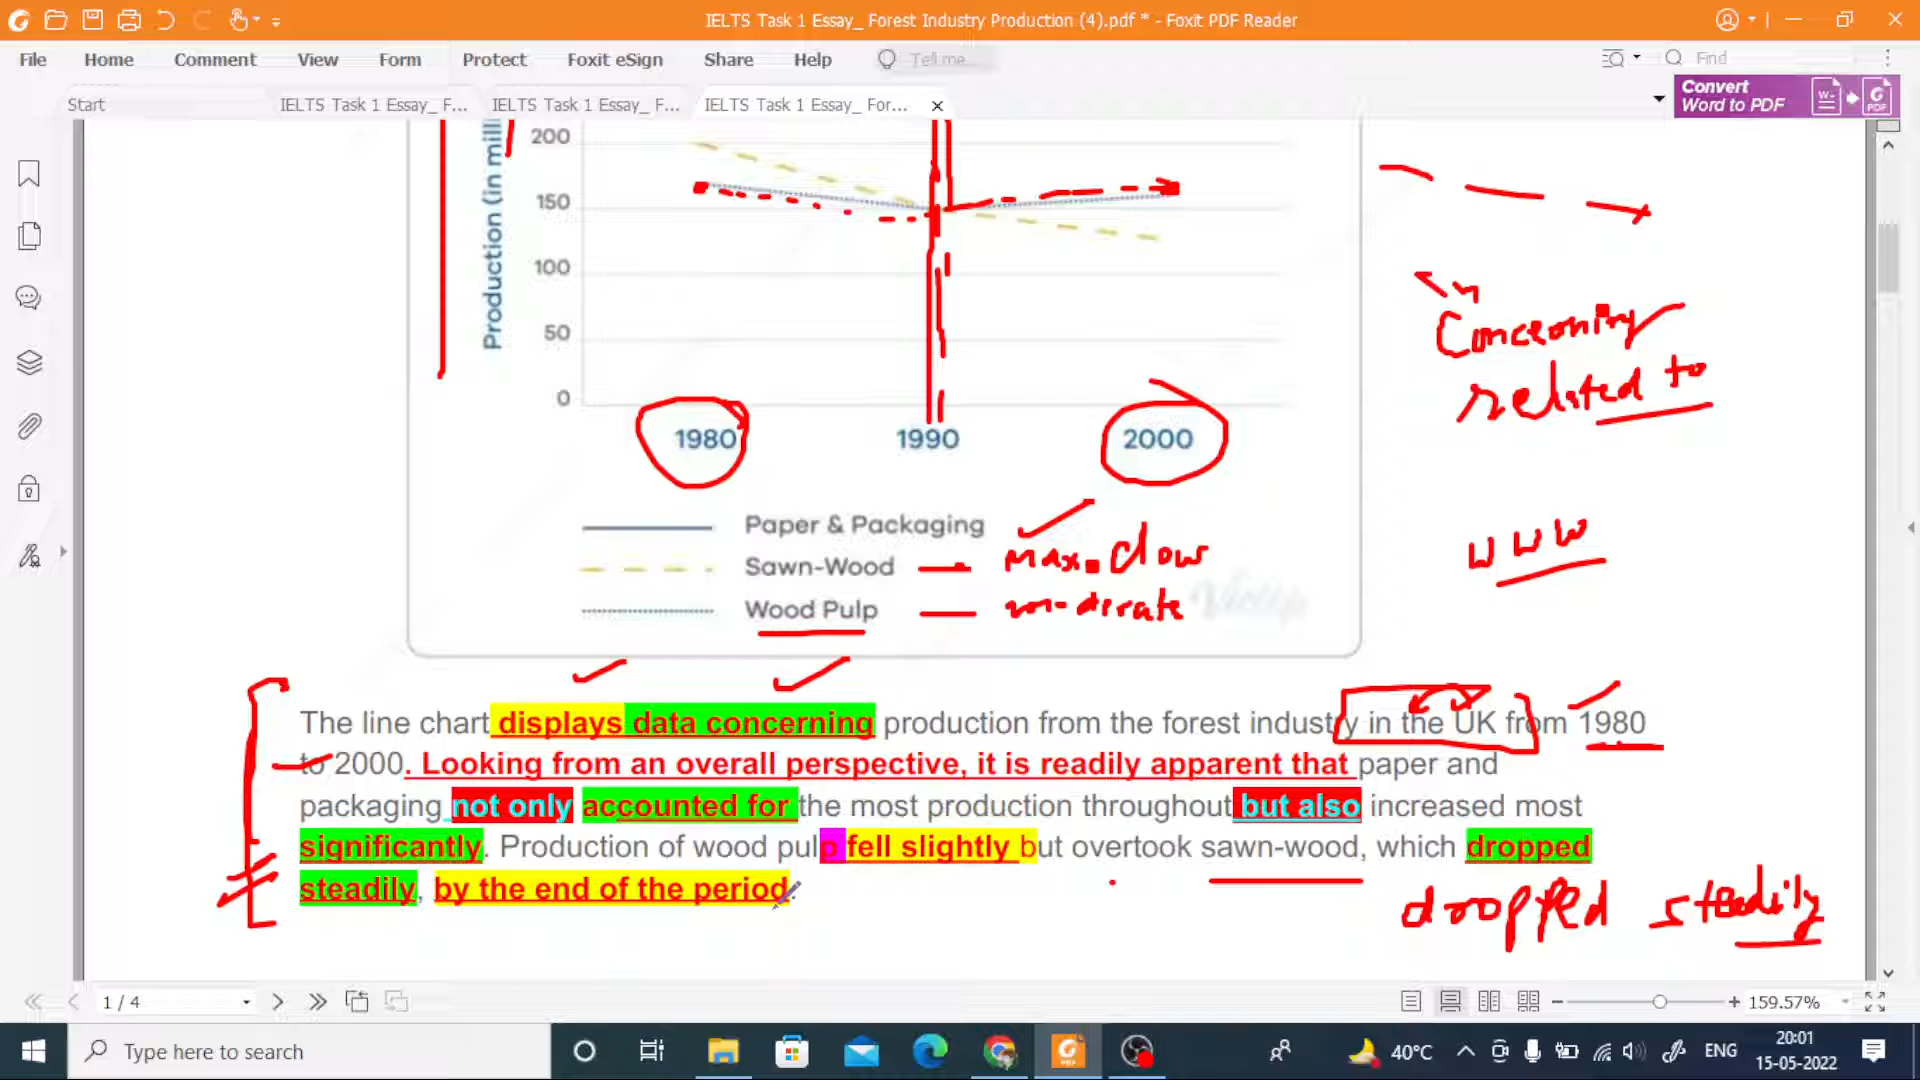 IELTS Task 1 Essay_ Forest Industry Production (4).pdf * - Foxit PDF Reader
File Home Comment View Form Protect Foxit eSign Share Help Tell me... Find
Start IELTS Task 1 Essay_ F... IELTS Task 1 Essay_ F... IELTS Task 1 Essay_ For...
Convert
Word to PDF
Production (in milli
200
150
100
50
0
1980 1990 2000
Concerning
related to
www
Paper & Packaging
Sawn-Wood max. down
Wood Pulp moderate
The line chart displays data concerning production from the forest industry in the UK from 1980
to 2000. Looking from an overall perspective, it is readily apparent that paper and
packaging not only accounted for the most production throughout but also increased most
significantly. Production of wood pulp fell slightly but overtook sawn-wood, which dropped
steadily, by the end of the period.
dropped steadily
1 / 4
159.57%
Type here to search
40°C
ENG
20:01
15-05-2022